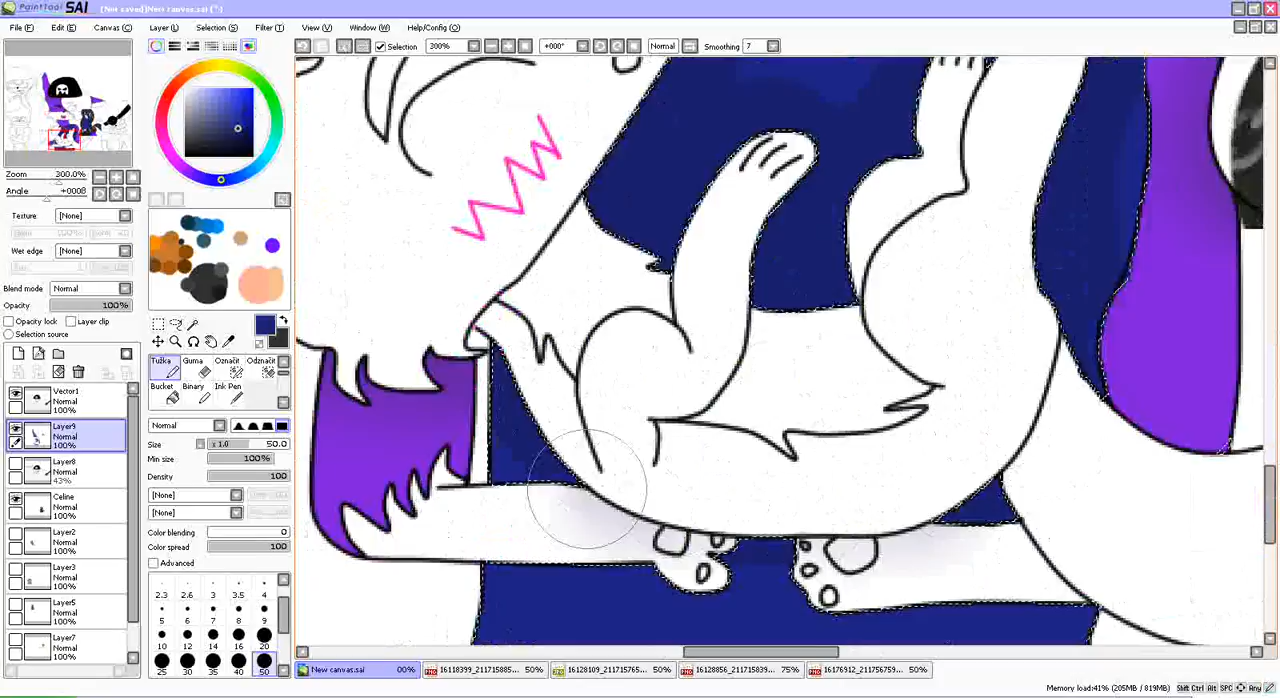 PaintTool SAI [Not saved]New canvas.sai (*)
File (F) Edit (E) Canvas (C) Layer (L) Selection (S) Filter (T) View (V) Window (W) Help/Config (O)
Selection 300% +000° Normal Smoothing 7
Zoom 300.0%
Angle +0008
Texture [None]
Wet edge [None]
Blend mode Normal
Opacity 100%
Opacity lock Layer clip
Selection source
Vector1
Normal
100%
Layer9
Normal
100%
Layer8
Normal
43%
Celine
Normal
100%
Layer2
Normal
100%
Layer3
Normal
100%
Layer5
Normal
100%
Layer7
Normal
100%
Tužka Guma Označit Odznačit
Bucket Binary Ink Pen
Normal
Size x 1.0 50.0
Min size 100%
Density 100
[None]
[None]
Color blending 0
Color spread 100
Advanced
2.3 2.6 3 3.5 4
5 6 7 8 9
10 12 14 16 20
25 30 35 40 50
New canvas.sai 00% 16118399_211715885... 50% 16128109_211715765... 50% 16128856_211715839... 75% 16176912_211756759... 50%
Memory load:41% (205MB / 819MB) Shift Ctrl Alt SPC Any